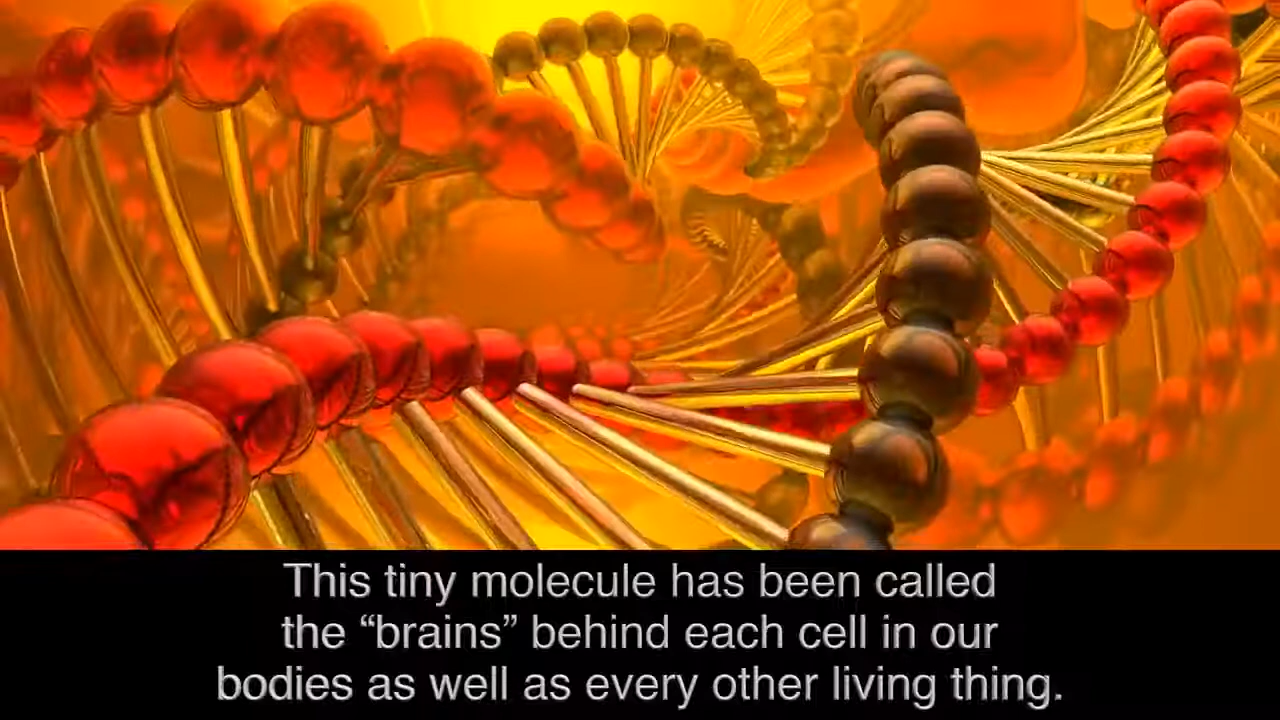 This tiny molecule has been called
the “brains” behind each cell in our
bodies as well as every other living thing.